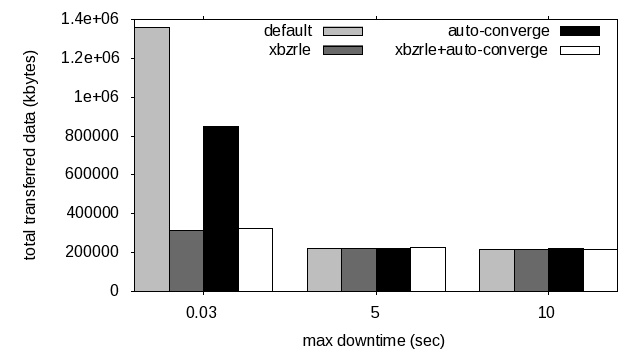 1.4e+06
1.2e+06
1e+06
800000
600000
400000
200000
0
total transferred data (kbytes)
default
xbzrle
auto-converge
xbzrle+auto-converge
0.03
5
10
max downtime (sec)